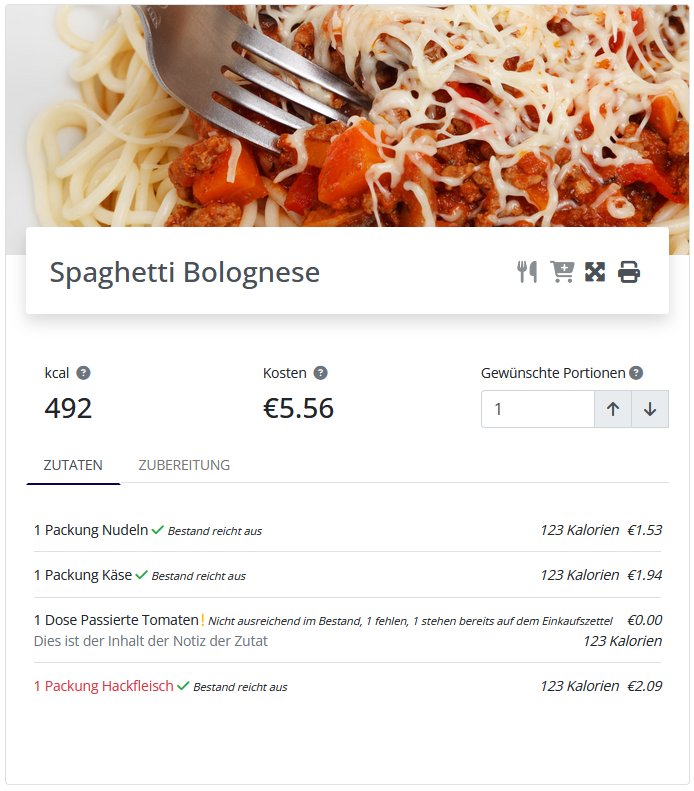 Spaghetti Bolognese
kcal ?
Kosten ?
Gewünschte Portionen ?
492
€5.56
1
ZUTATEN
ZUBEREITUNG
1 Packung Nudeln Bestand reicht aus 123 Kalorien €1.53
1 Packung Käse Bestand reicht aus 123 Kalorien €1.94
1 Dose Passierte Tomaten ! Nicht ausreichend im Bestand, 1 fehlen, 1 stehen bereits auf dem Einkaufszettel €0.00
Dies ist der Inhalt der Notiz der Zutat 123 Kalorien
1 Packung Hackfleisch Bestand reicht aus 123 Kalorien €2.09